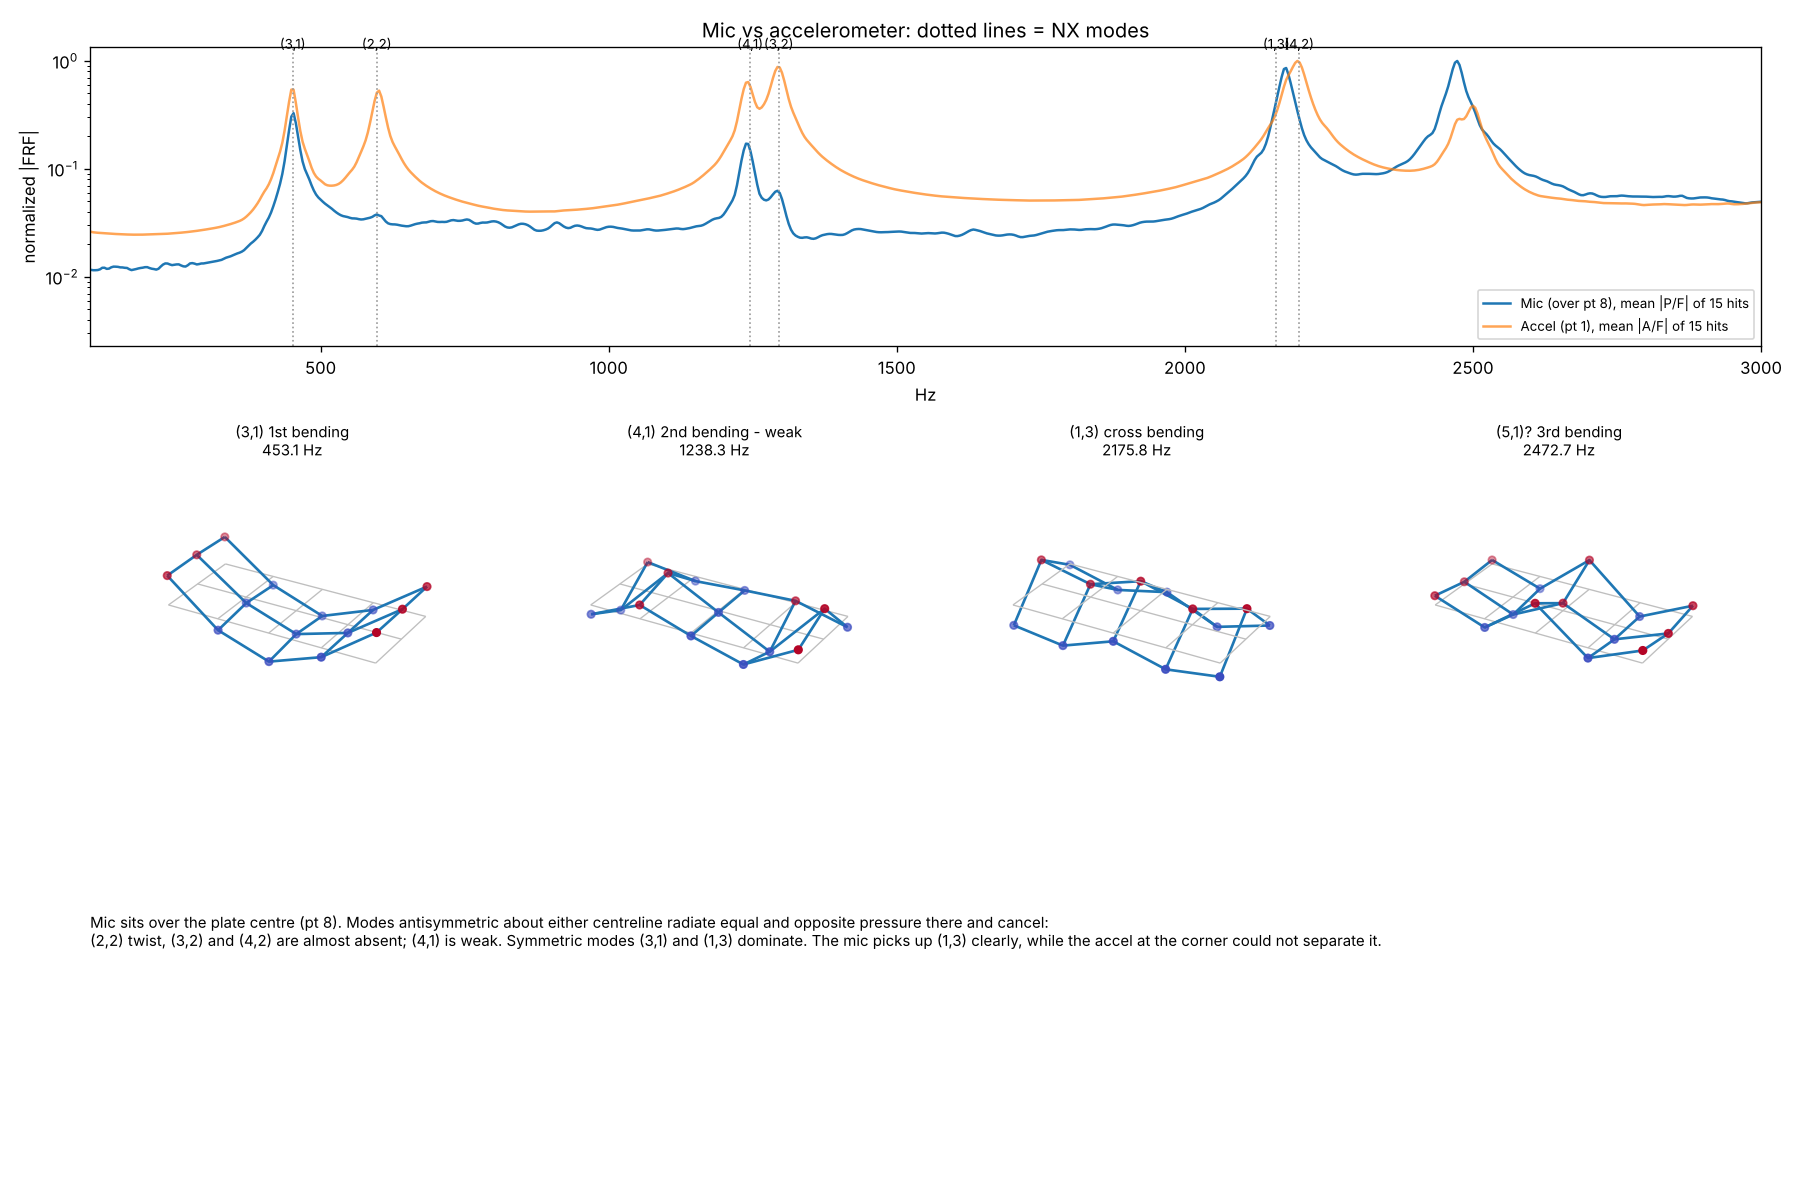 Mic vs accelerometer: dotted lines = NX modes
(3,1) (2,2) (4,1) (3,2) (1,3) (4,2)
normalized |FRF|
10⁰
10⁻¹
10⁻²
Mic (over pt 8), mean |P/F| of 15 hits
Accel (pt 1), mean |A/F| of 15 hits
500 1000 1500 2000 2500 3000
Hz
(3,1) 1st bending
453.1 Hz
(4,1) 2nd bending - weak
1238.3 Hz
(1,3) cross bending
2175.8 Hz
(5,1)? 3rd bending
2472.7 Hz
Mic sits over the plate centre (pt 8). Modes antisymmetric about either centreline radiate equal and opposite pressure there and cancel:
(2,2) twist, (3,2) and (4,2) are almost absent; (4,1) is weak. Symmetric modes (3,1) and (1,3) dominate. The mic picks up (1,3) clearly, while the accel at the corner could not separate it.